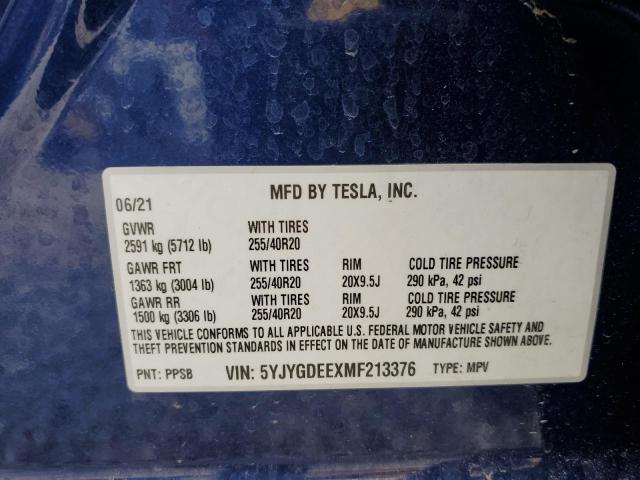 06/21 MFD BY TESLA, INC.
GVWR WITH TIRES
2591 kg (5712 lb) 255/40R20
GAWR FRT WITH TIRES RIM COLD TIRE PRESSURE
1363 kg (3004 lb) 255/40R20 20X9.5J 290 kPa, 42 psi
GAWR RR WITH TIRES RIM COLD TIRE PRESSURE
1500 kg (3306 lb) 255/40R20 20X9.5J 290 kPa, 42 psi
THIS VEHICLE CONFORMS TO ALL APPLICABLE U.S. FEDERAL MOTOR VEHICLE SAFETY AND
THEFT PREVENTION STANDARDS IN EFFECT ON THE DATE OF MANUFACTURE SHOWN ABOVE.
PNT: PPSB VIN: 5YJYGDEEXMF213376 TYPE: MPV